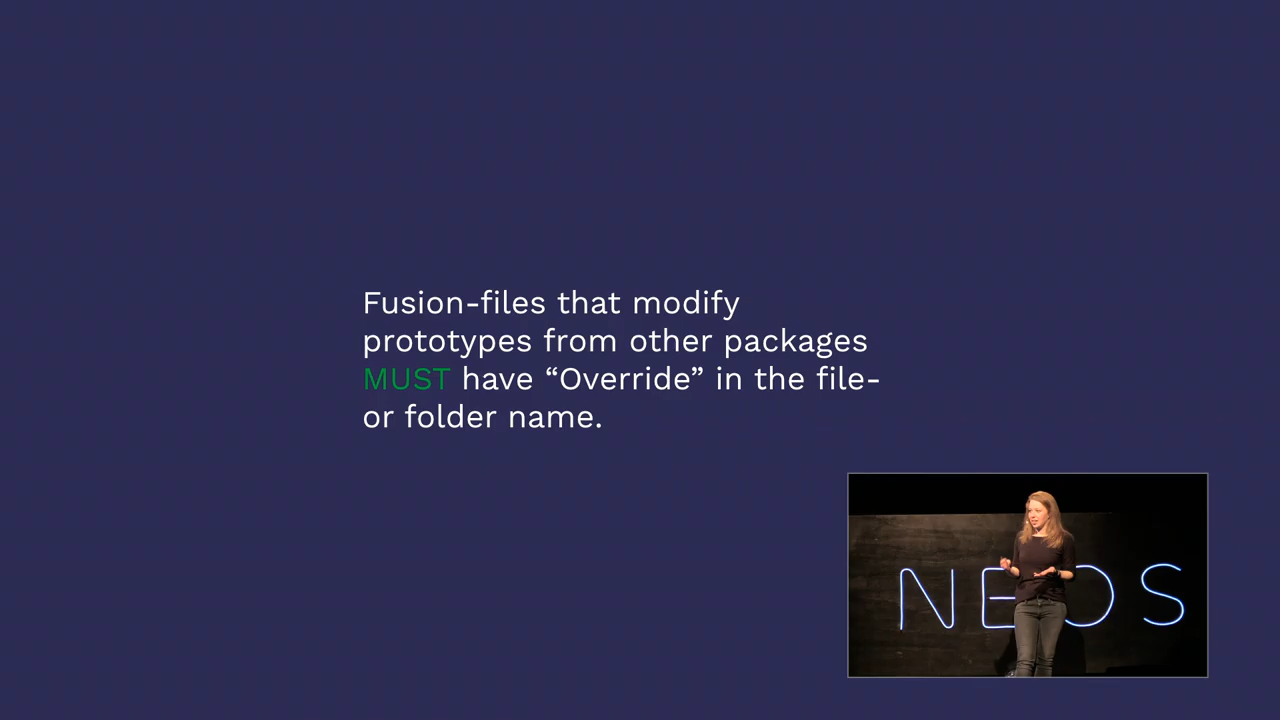 Fusion-files that modify
prototypes from other packages
MUST have “Override” in the file-
or folder name.
NEOS